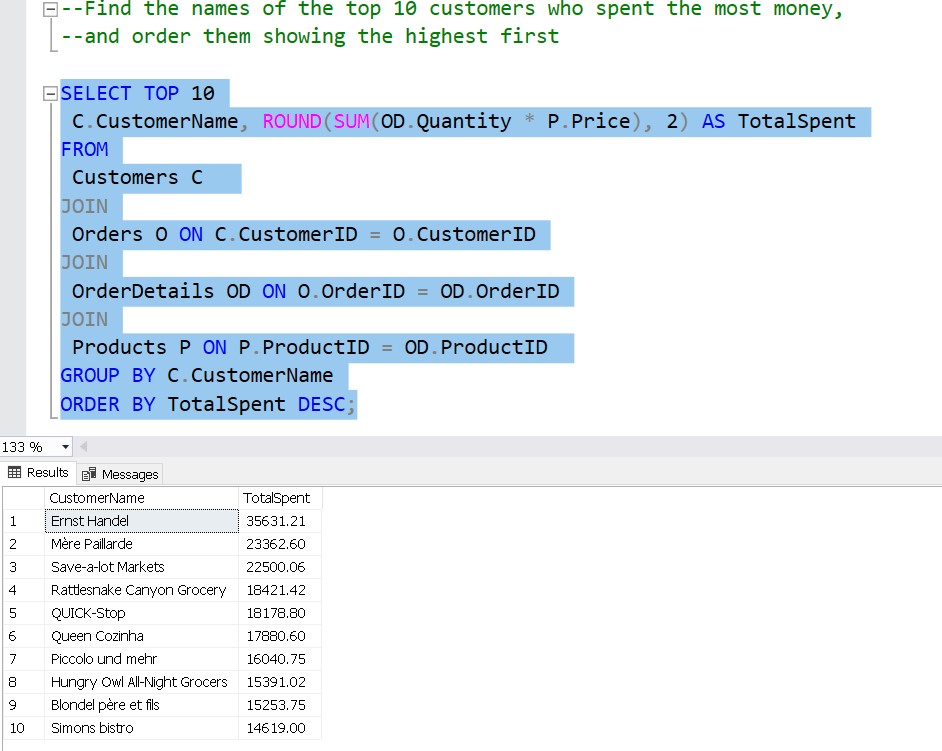 --Find the names of the top 10 customers who spent the most money,
--and order them showing the highest first
SELECT TOP 10
C.CustomerName, ROUND(SUM(OD.Quantity * P.Price), 2) AS TotalSpent
FROM
Customers C
JOIN
Orders O ON C.CustomerID = O.CustomerID
JOIN
OrderDetails OD ON O.OrderID = OD.OrderID
JOIN
Products P ON P.ProductID = OD.ProductID
GROUP BY C.CustomerName
ORDER BY TotalSpent DESC;
133 %
Results Messages
CustomerName TotalSpent
1 Ernst Handel 35631.21
2 Mère Paillarde 23362.60
3 Save-a-lot Markets 22500.06
4 Rattlesnake Canyon Grocery 18421.42
5 QUICK-Stop 18178.80
6 Queen Cozinha 17880.60
7 Piccolo und mehr 16040.75
8 Hungry Owl All-Night Grocers 15391.02
9 Blondel père et fils 15253.75
10 Simons bistro 14619.00